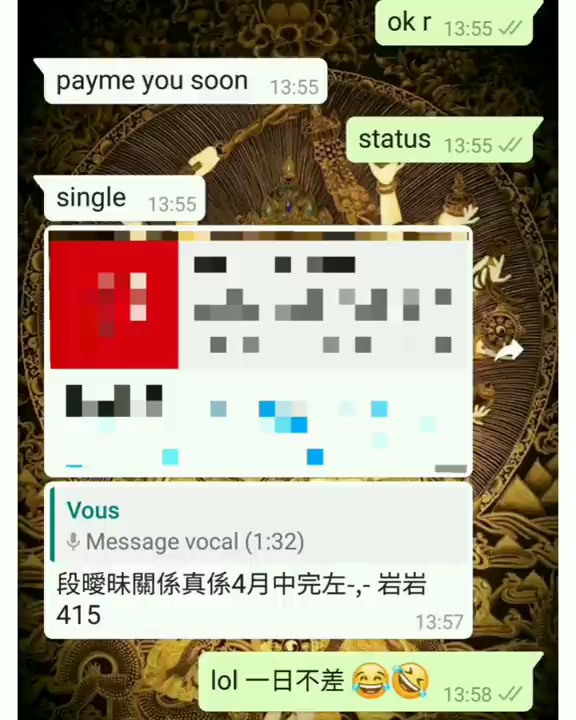 ok r 13:55
payme you soon 13:55
status 13:55
single 13:55
Vous
Message vocal (1:32)
段曖昧關係真係4月中完左-,- 岩岩
415 13:57
lol 一日不差 😂🤣 13:58